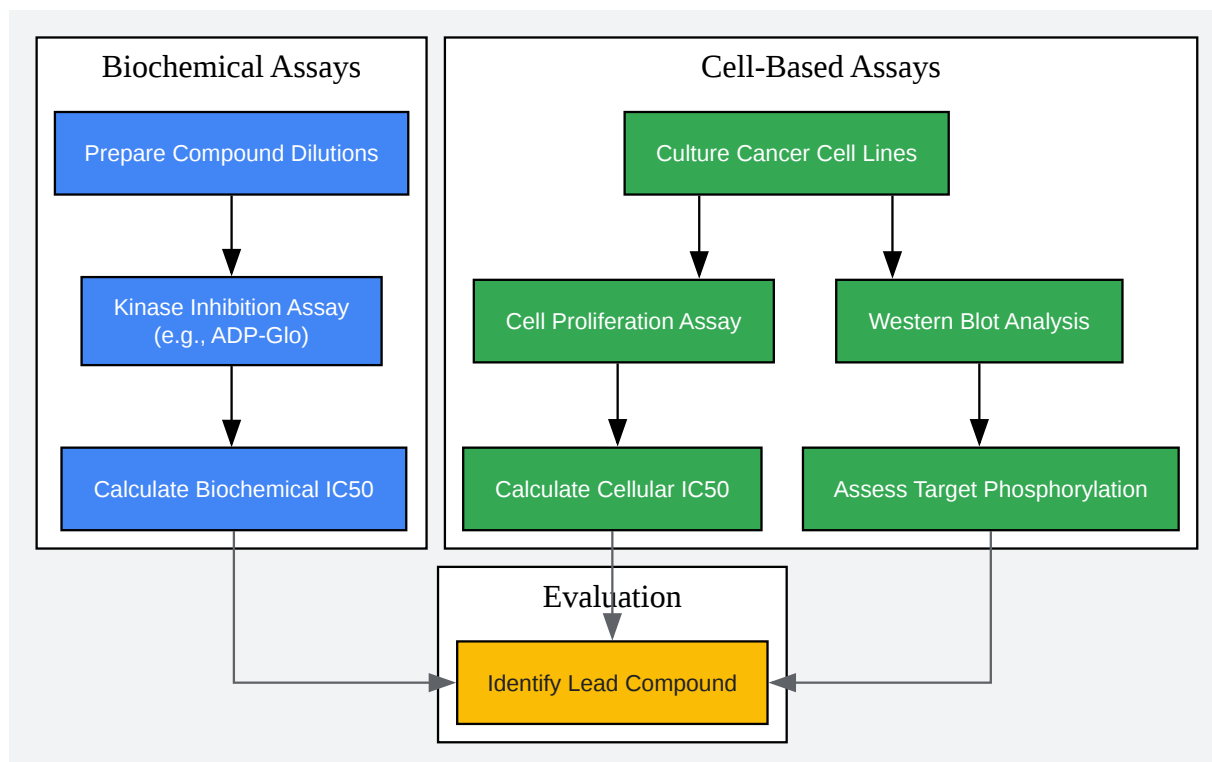 Biochemical Assays
Prepare Compound Dilutions
Kinase Inhibition Assay
(e.g., ADP-Glo)
Calculate Biochemical IC50
Cell-Based Assays
Culture Cancer Cell Lines
Cell Proliferation Assay
Western Blot Analysis
Calculate Cellular IC50
Assess Target Phosphorylation
Evaluation
Identify Lead Compound